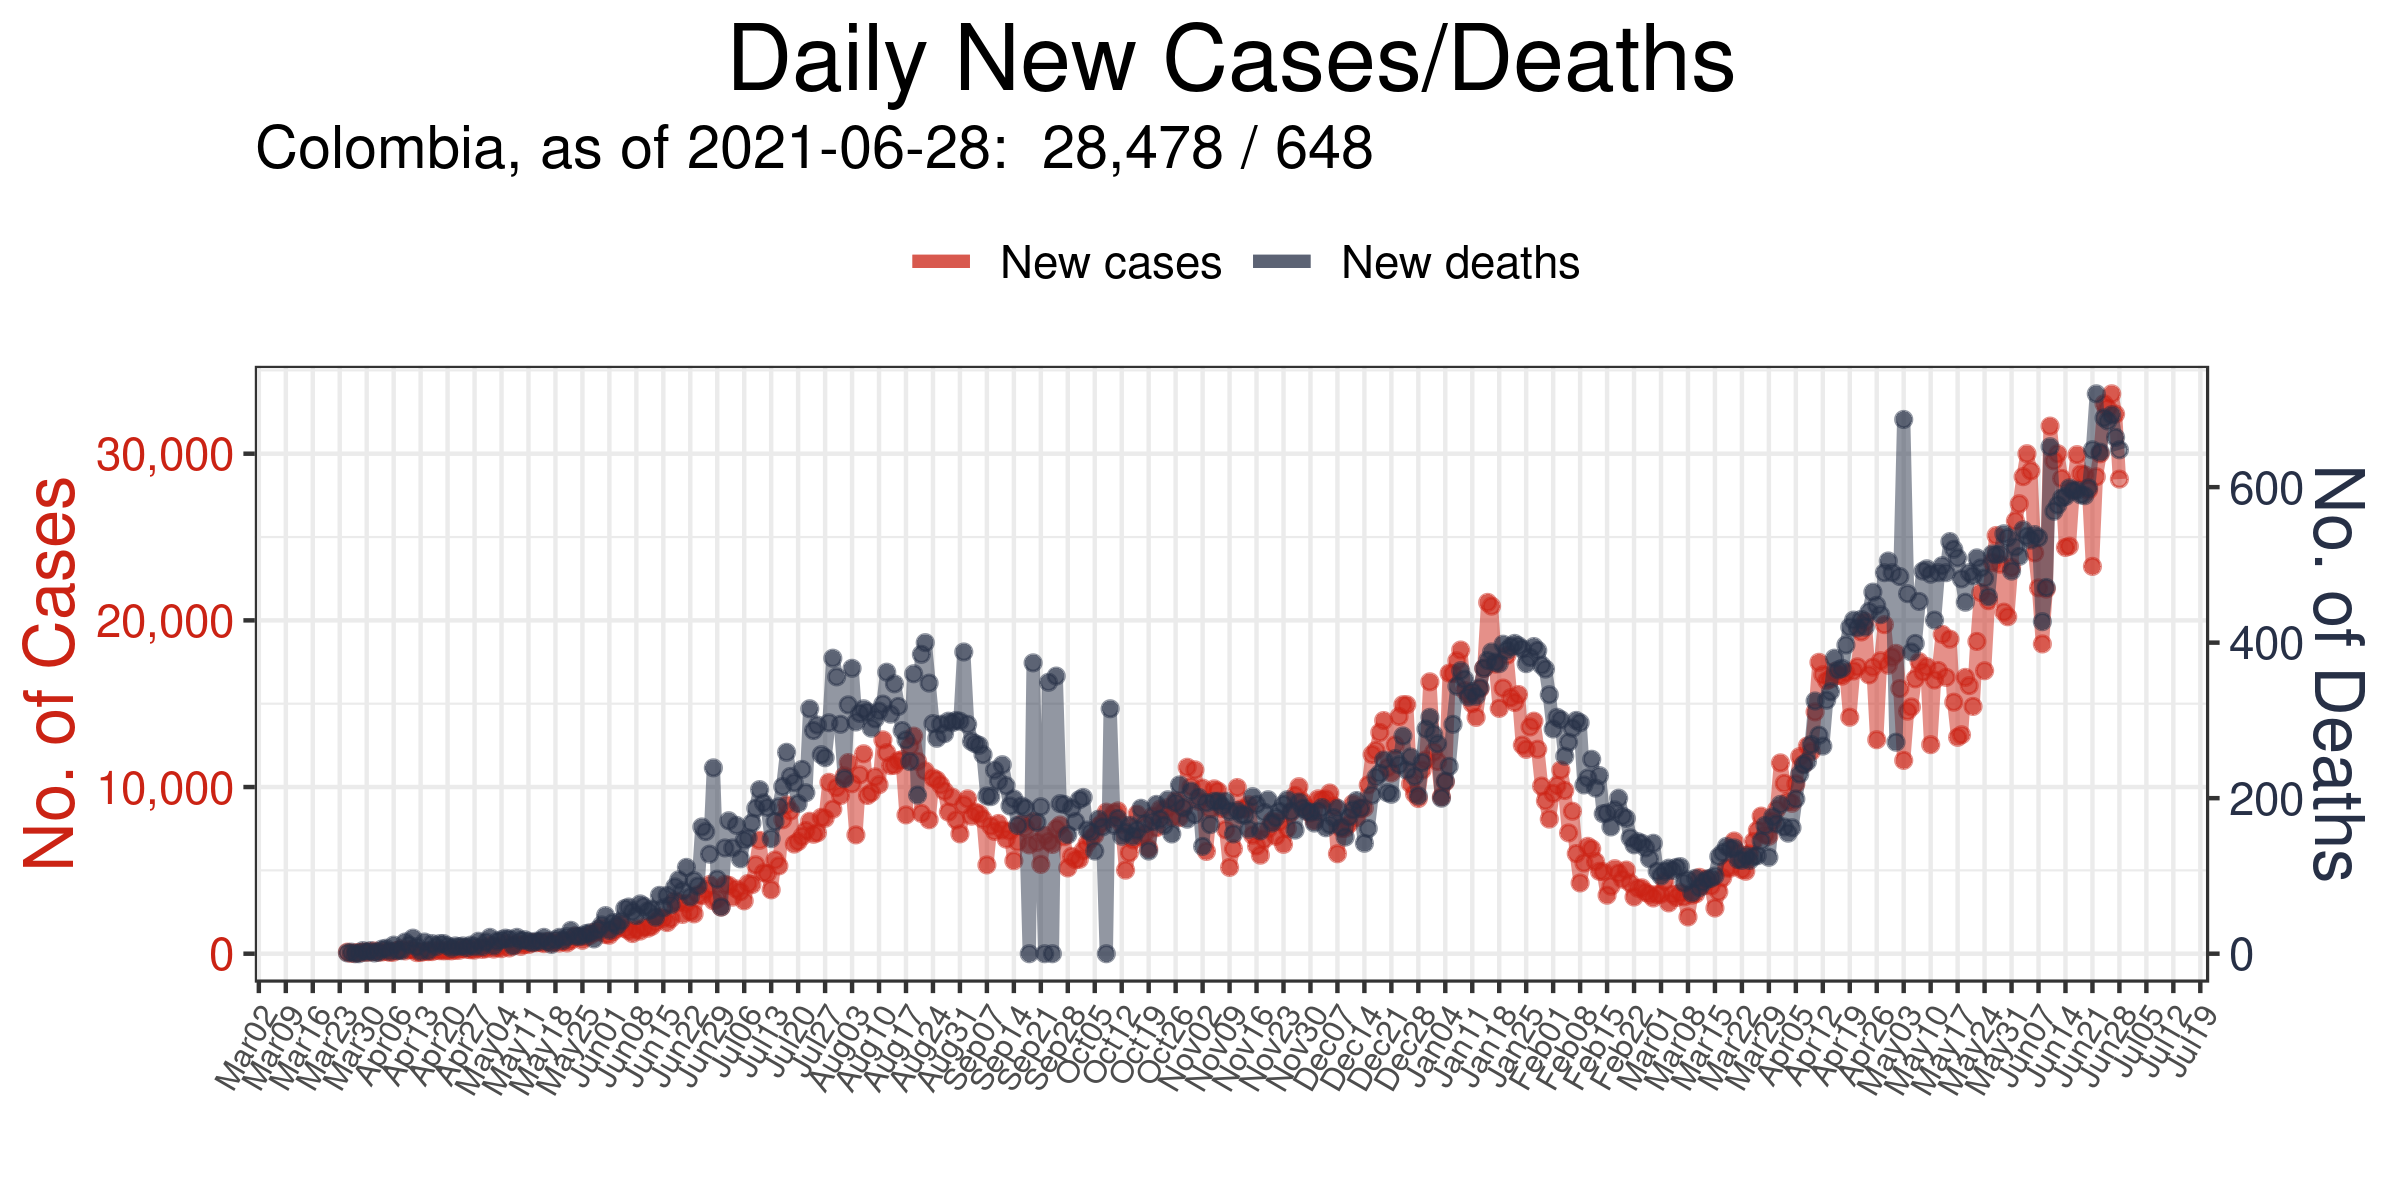 Daily New Cases/Deaths
Colombia, as of 2021-06-28:  28,478 / 648
New cases New deaths
No. of Cases
30,000
20,000
10,000
0
600
400
200
0
No. of Deaths
Mar02 Mar09 Mar16 Mar23 Mar30 Apr06 Apr13 Apr20 Apr27 May04 May11 May18 May25 Jun01 Jun08 Jun15 Jun22 Jun29 Jul06 Jul13 Jul20 Jul27 Aug03 Aug10 Aug17 Aug24 Aug31 Sep07 Sep14 Sep21 Sep28 Oct05 Oct12 Oct19 Oct26 Nov02 Nov09 Nov16 Nov23 Nov30 Dec07 Dec14 Dec21 Dec28 Jan04 Jan11 Jan18 Jan25 Feb01 Feb08 Feb15 Feb22 Mar01 Mar08 Mar15 Mar22 Mar29 Apr05 Apr12 Apr19 Apr26 May03 May10 May17 May24 May31 Jun07 Jun14 Jun21 Jun28 Jul05 Jul12 Jul19